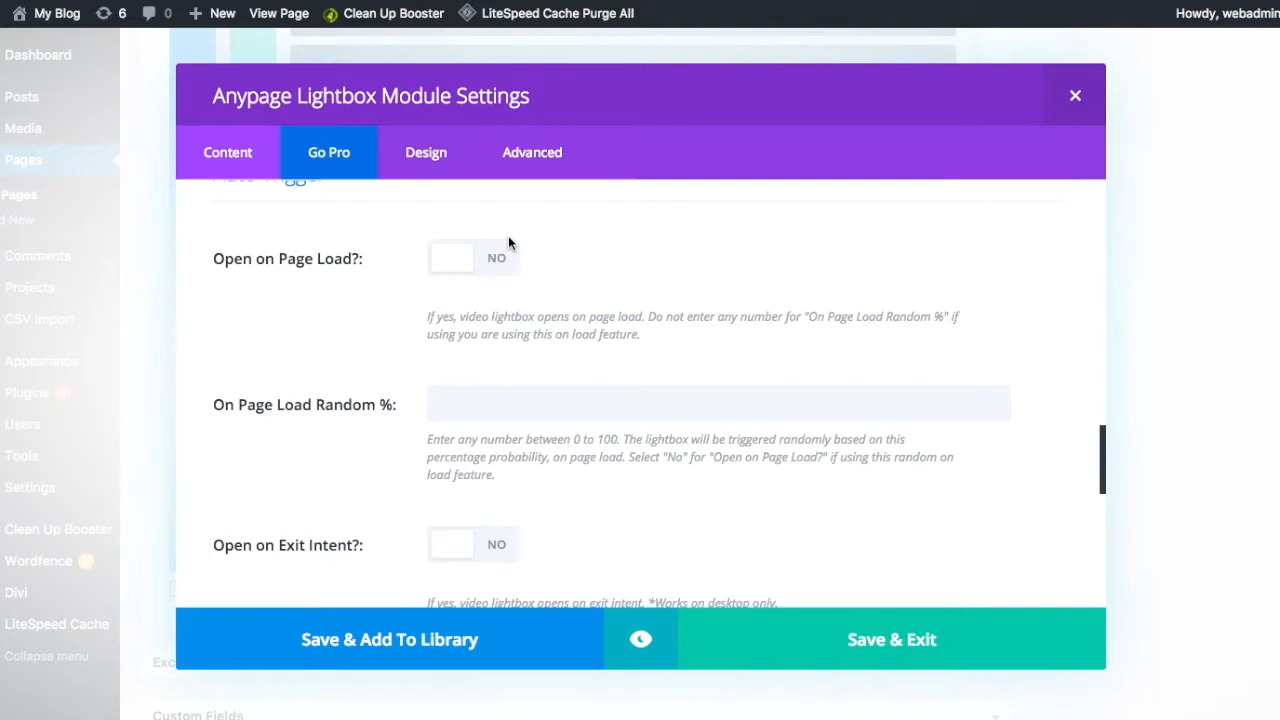 My Blog 6 0 New View Page Clean Up Booster LiteSpeed Cache Purge All Howdy, webadmin
Dashboard
Posts
Media
Pages
Pages
d New
Comments
Projects
CSV Import
Appearance
Plugins
Users
Tools
Settings
Clean Up Booster
Wordfence
Divi
LiteSpeed Cache
Collapse menu
Anypage Lightbox Module Settings
Content Go Pro Design Advanced
Open on Page Load?: NO
If yes, video lightbox opens on page load. Do not enter any number for "On Page Load Random %" if
using you are using this on load feature.
On Page Load Random %:
Enter any number between 0 to 100. The lightbox will be triggered randomly based on this
percentage probability, on page load. Select "No" for "Open on Page Load?" if using this random on
load feature.
Open on Exit Intent?: NO
If yes, video lightbox opens on exit intent. *Works on desktop only.
Save & Add To Library Save & Exit
Exc
Custom Fields